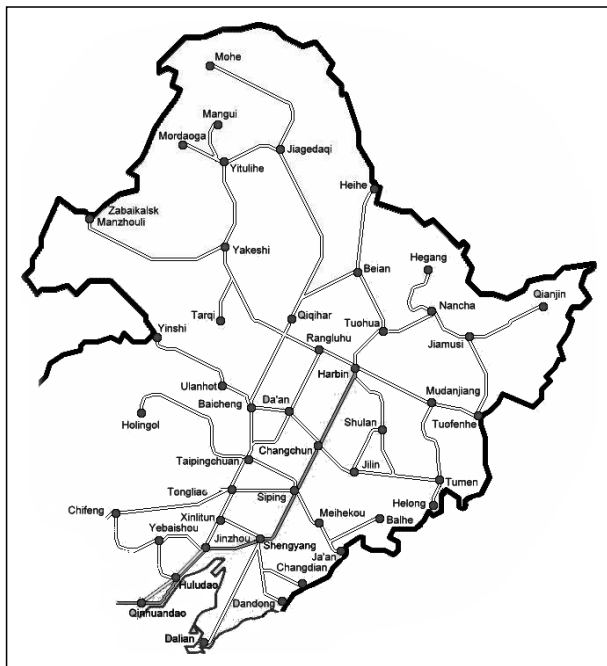 Mohe
Mangui
Mordaoga
Jiagedaqi
Yitulihe
Heihe
Zabaikalsk
Manzhouli
Yakeshi
Hegang
Beian
Qianjin
Nancha
Tarqi
Qiqihar
Tuohua
Yinshi
Rangluhu
Jiamusi
Harbin
Ulanhot
Mudanjiang
Baicheng
Da'an
Holingol
Shulan
Tuofenhe
Changchun
Taipingchuan
Jilin
Tumen
Tongliao
Siping
Helong
Chifeng
Xinlitun
Meihekou
Balhe
Yebaishou
Jinzhou
Shengyang
Ja'an
Changdian
Huludao
Dandong
Qinhuandao
Dalian